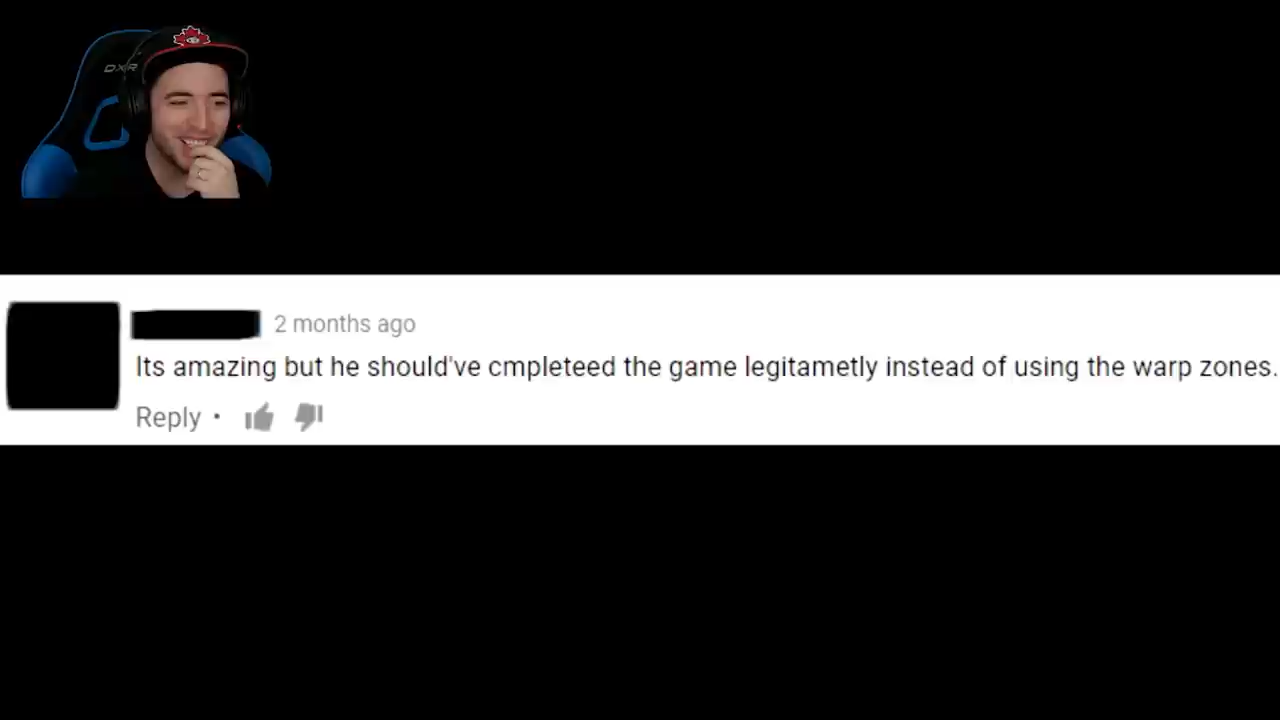 DXR
2 months ago
Its amazing but he should've cmpleteed the game legitametly instead of using the warp zones.
Reply •